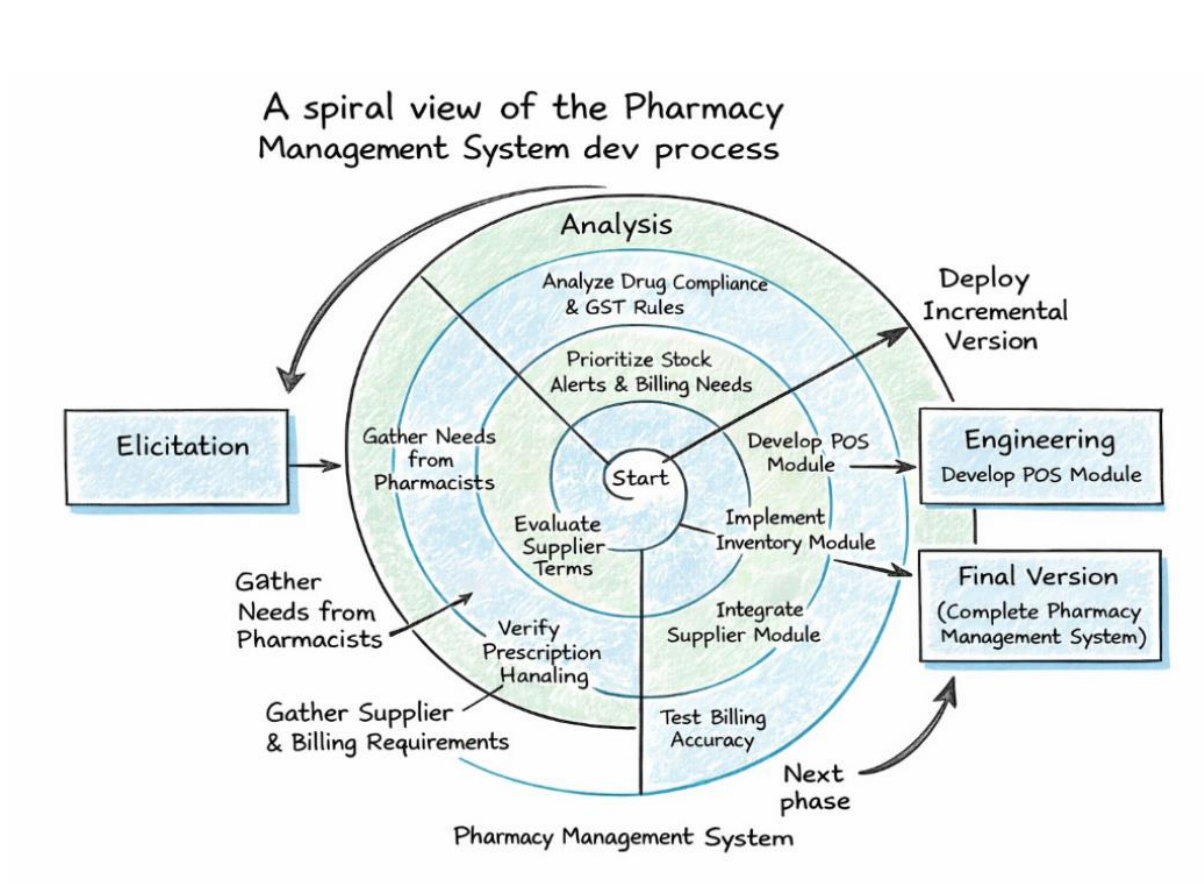 A spiral view of the Pharmacy
Management System dev process
Analysis
Analyze Drug Compliance
& GST Rules
Deploy
Incremental
Version
Prioritize Stock
Alerts & Billing Needs
Elicitation
Gather Needs
from
Pharmacists
Start
Develop POS
Module
Engineering
Develop POS Module
Evaluate
Supplier
Terms
Implement
Inventory Module
Final Version
(Complete Pharmacy
Management System)
Gather
Needs from
Pharmacists
Verify
Prescription
Hanaling
Integrate
Supplier Module
Gather Supplier
& Billing Requirements
Test Billing
Accuracy
Next
phase
Pharmacy Management System